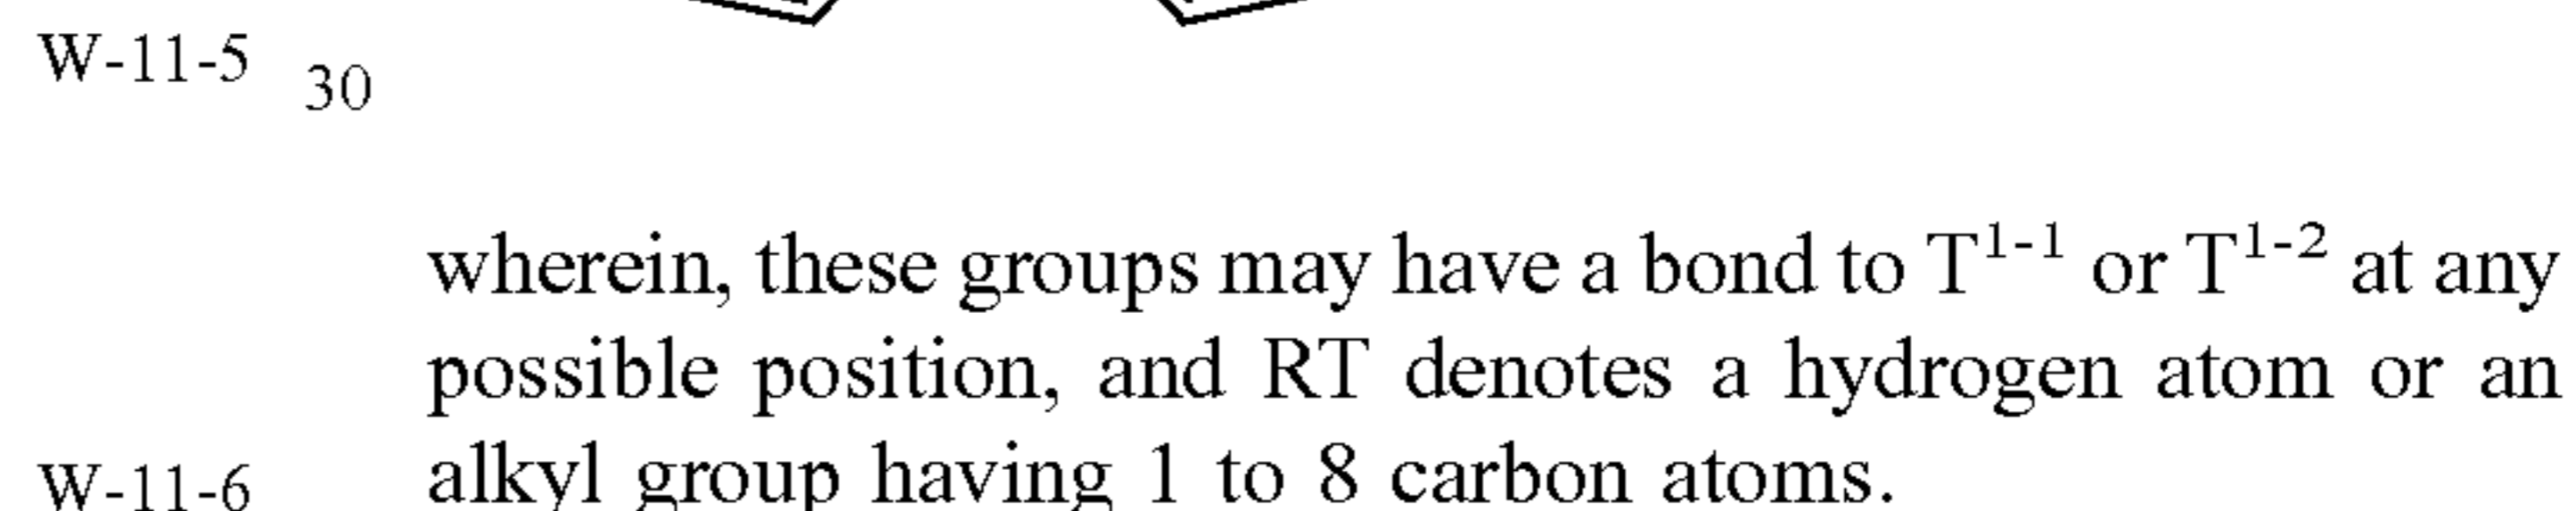 W-11-5
30
wherein, these groups may have a bond to T¹⁻¹ or T¹⁻² at any
possible position, and RT denotes a hydrogen atom or an
W-11-6
alkyl group having 1 to 8 carbon atoms.